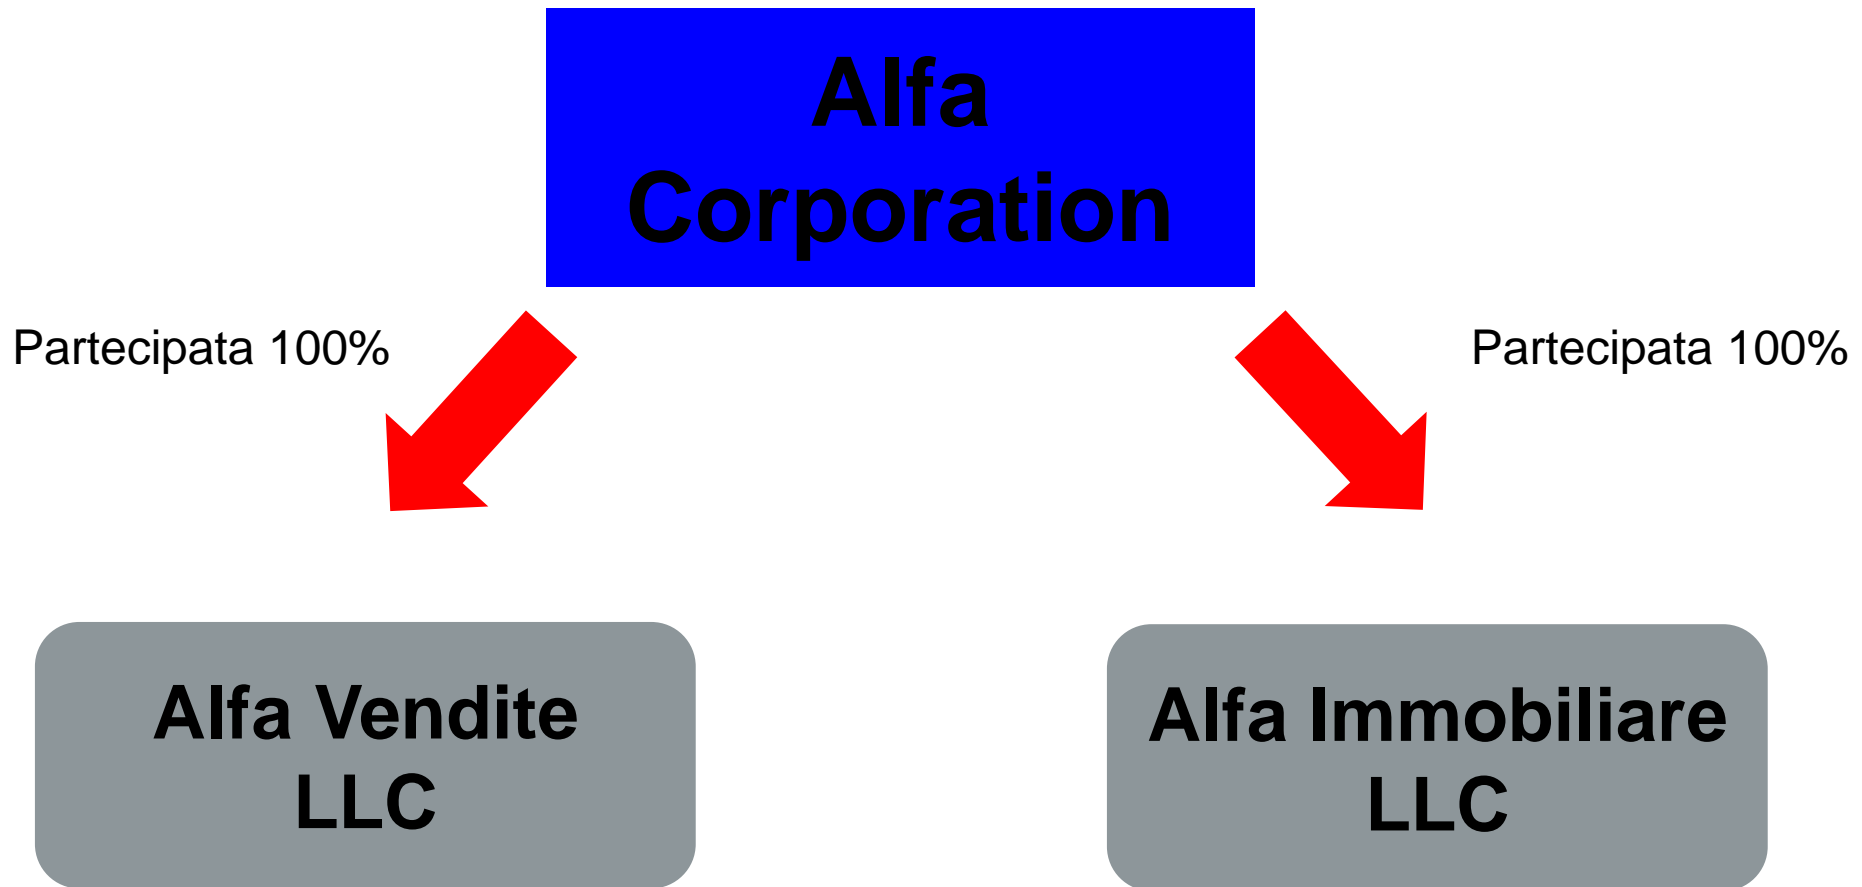 Alfa
Corporation
Partecipata 100%
Partecipata 100%
Alfa Vendite
LLC
Alfa Immobiliare
LLC